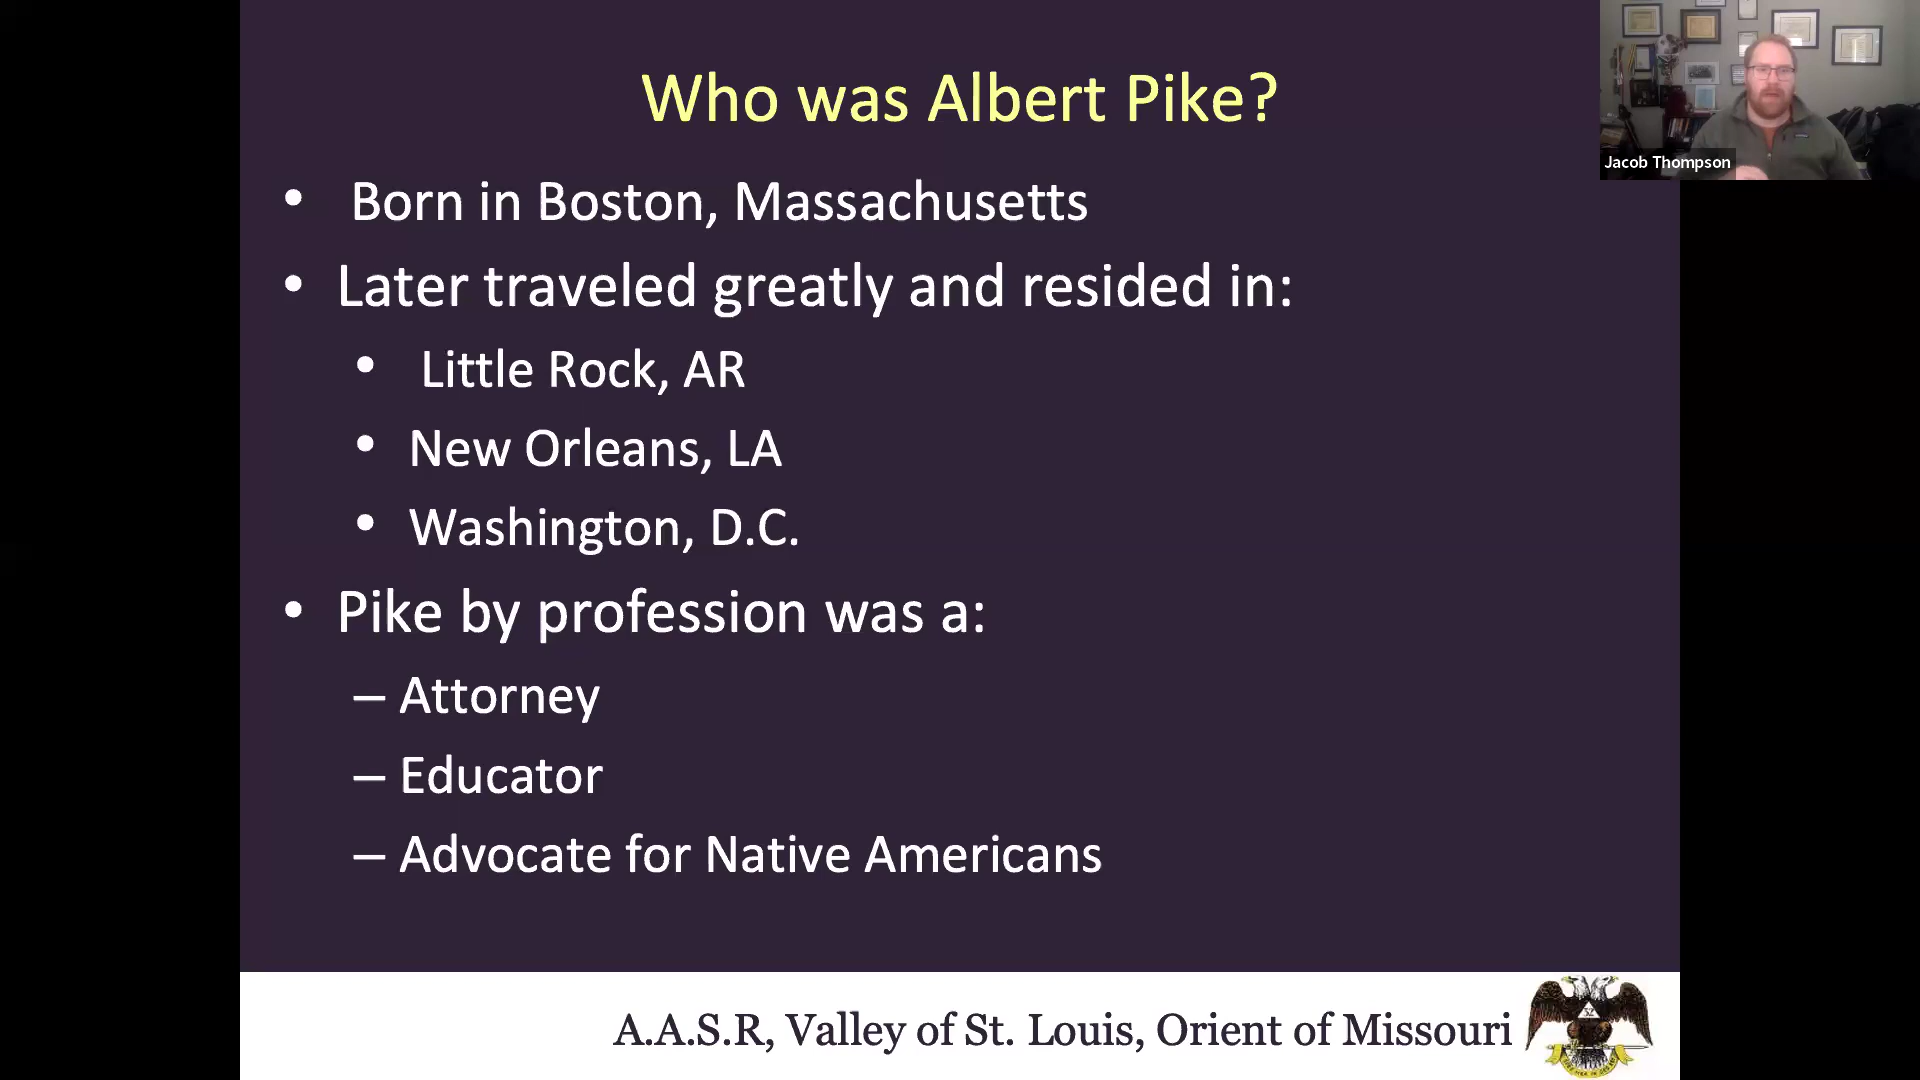 Who was Albert Pike?
• Born in Boston, Massachusetts
• Later traveled greatly and resided in:
• Little Rock, AR
• New Orleans, LA
• Washington, D.C.
• Pike by profession was a:
– Attorney
– Educator
– Advocate for Native Americans
A.A.S.R, Valley of St. Louis, Orient of Missouri
Jacob Thompson